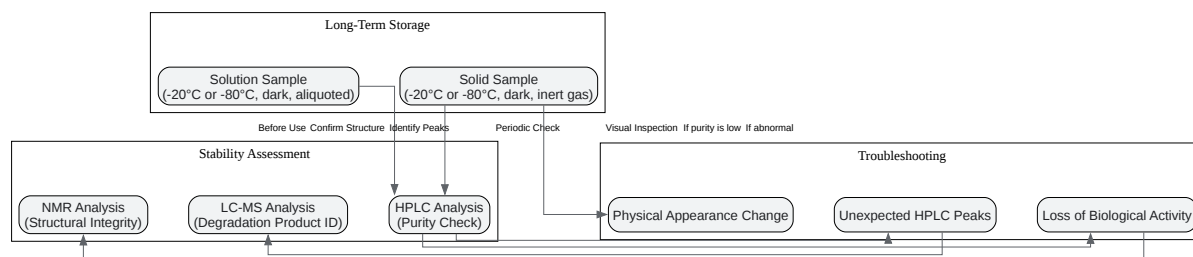 Long-Term Storage
Solution Sample
(-20°C or -80°C, dark, aliquoted)
Solid Sample
(-20°C or -80°C, dark, inert gas)
Before Use Confirm Structure Identify Peaks Periodic Check Visual Inspection If purity is low If abnormal
Stability Assessment
NMR Analysis
(Structural Integrity)
LC-MS Analysis
(Degradation Product ID)
HPLC Analysis
(Purity Check)
Troubleshooting
Physical Appearance Change
Unexpected HPLC Peaks
Loss of Biological Activity